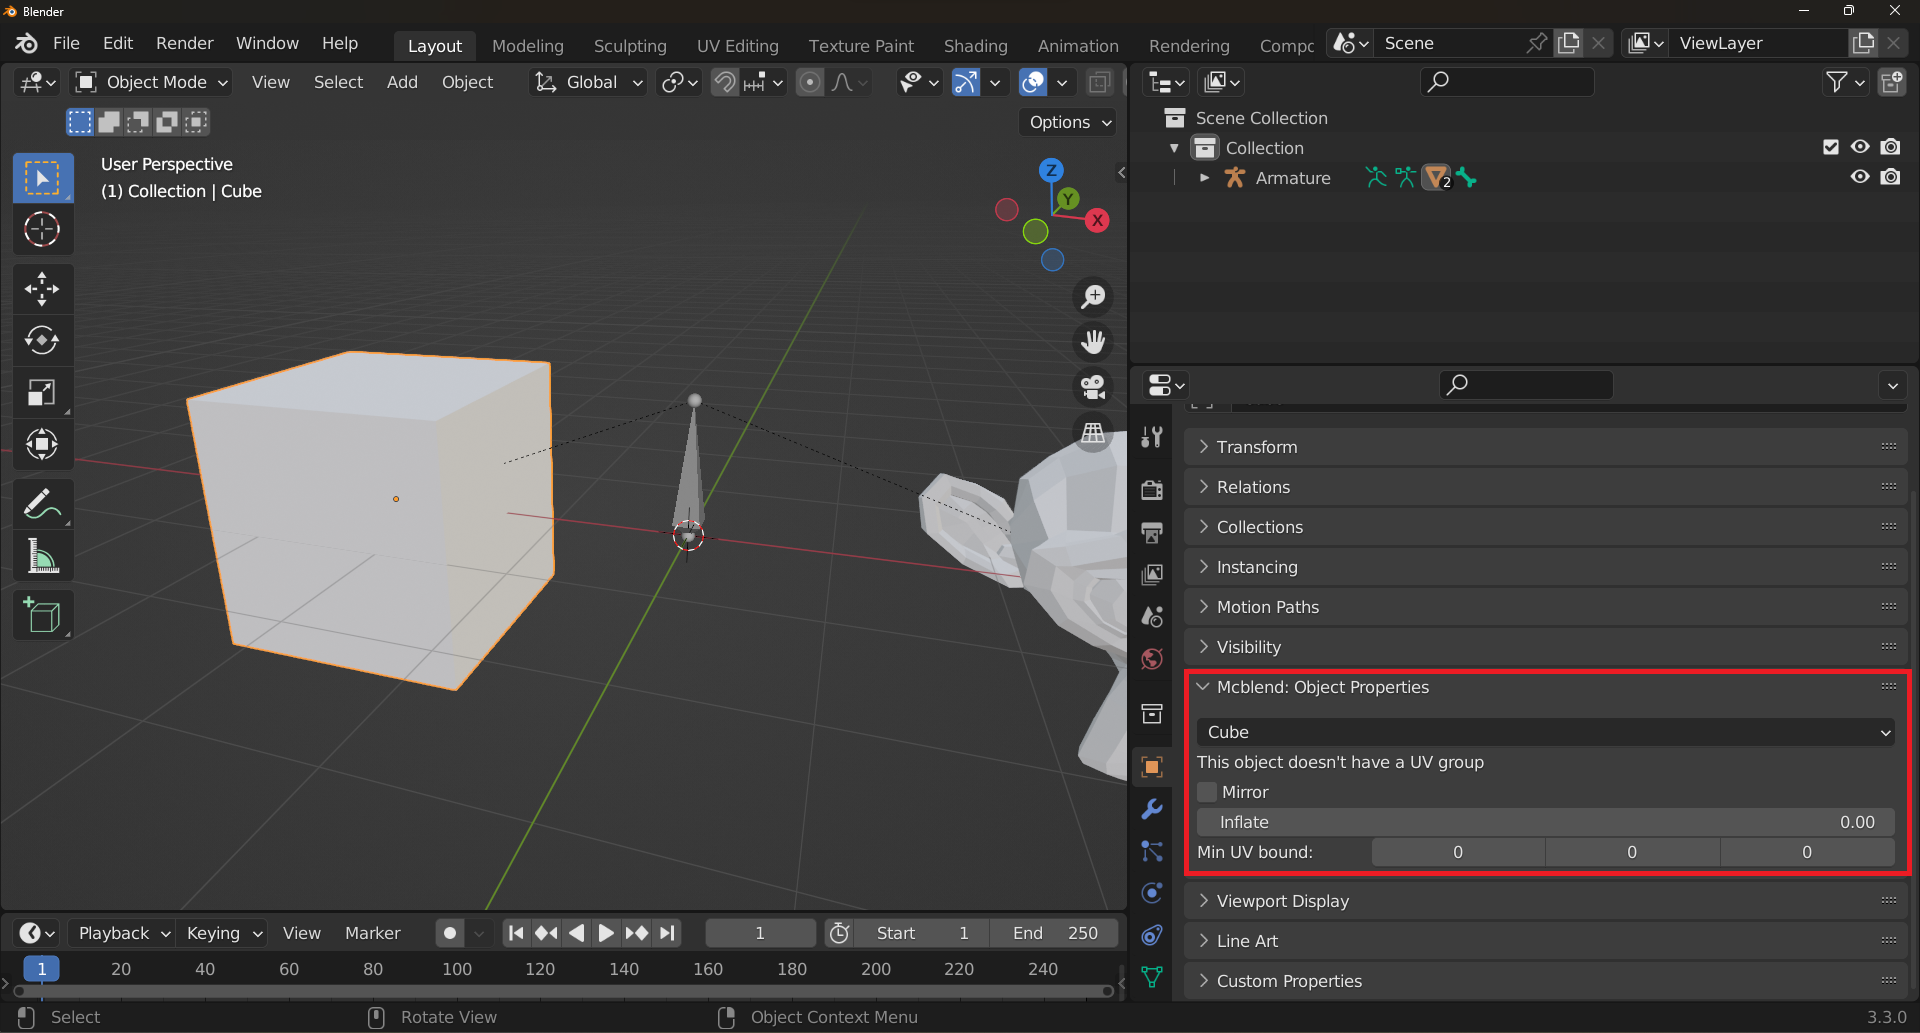 Blender
File Edit Render Window Help Layout Modeling Sculpting UV Editing Texture Paint Shading Animation Rendering Compc Scene ViewLayer
Object Mode View Select Add Object Global
Options
User Perspective
(1) Collection | Cube
Z
Y
X
Scene Collection
Collection
Armature 2
Transform
Relations
Collections
Instancing
Motion Paths
Visibility
Mcblend: Object Properties
Cube
This object doesn't have a UV group
Mirror
Inflate 0.00
Min UV bound: 0 0 0
Viewport Display
Line Art
Custom Properties
Playback Keying View Marker 1 Start 1 End 250
1 20 40 60 80 100 120 140 160 180 200 220 240
Select Rotate View Object Context Menu 3.3.0